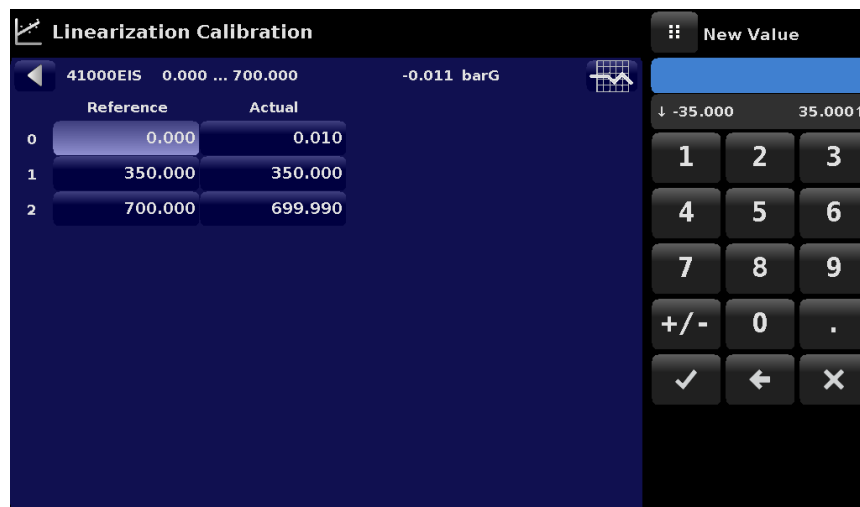 Linearization Calibration
New Value
41000EIS 0.000 ... 700.000 -0.011 barG
↓ -35.000 35.000↑
Reference Actual
0 0.000 0.010
1 350.000 350.000
2 700.000 699.990
1 2 3
4 5 6
7 8 9
+/- 0 .